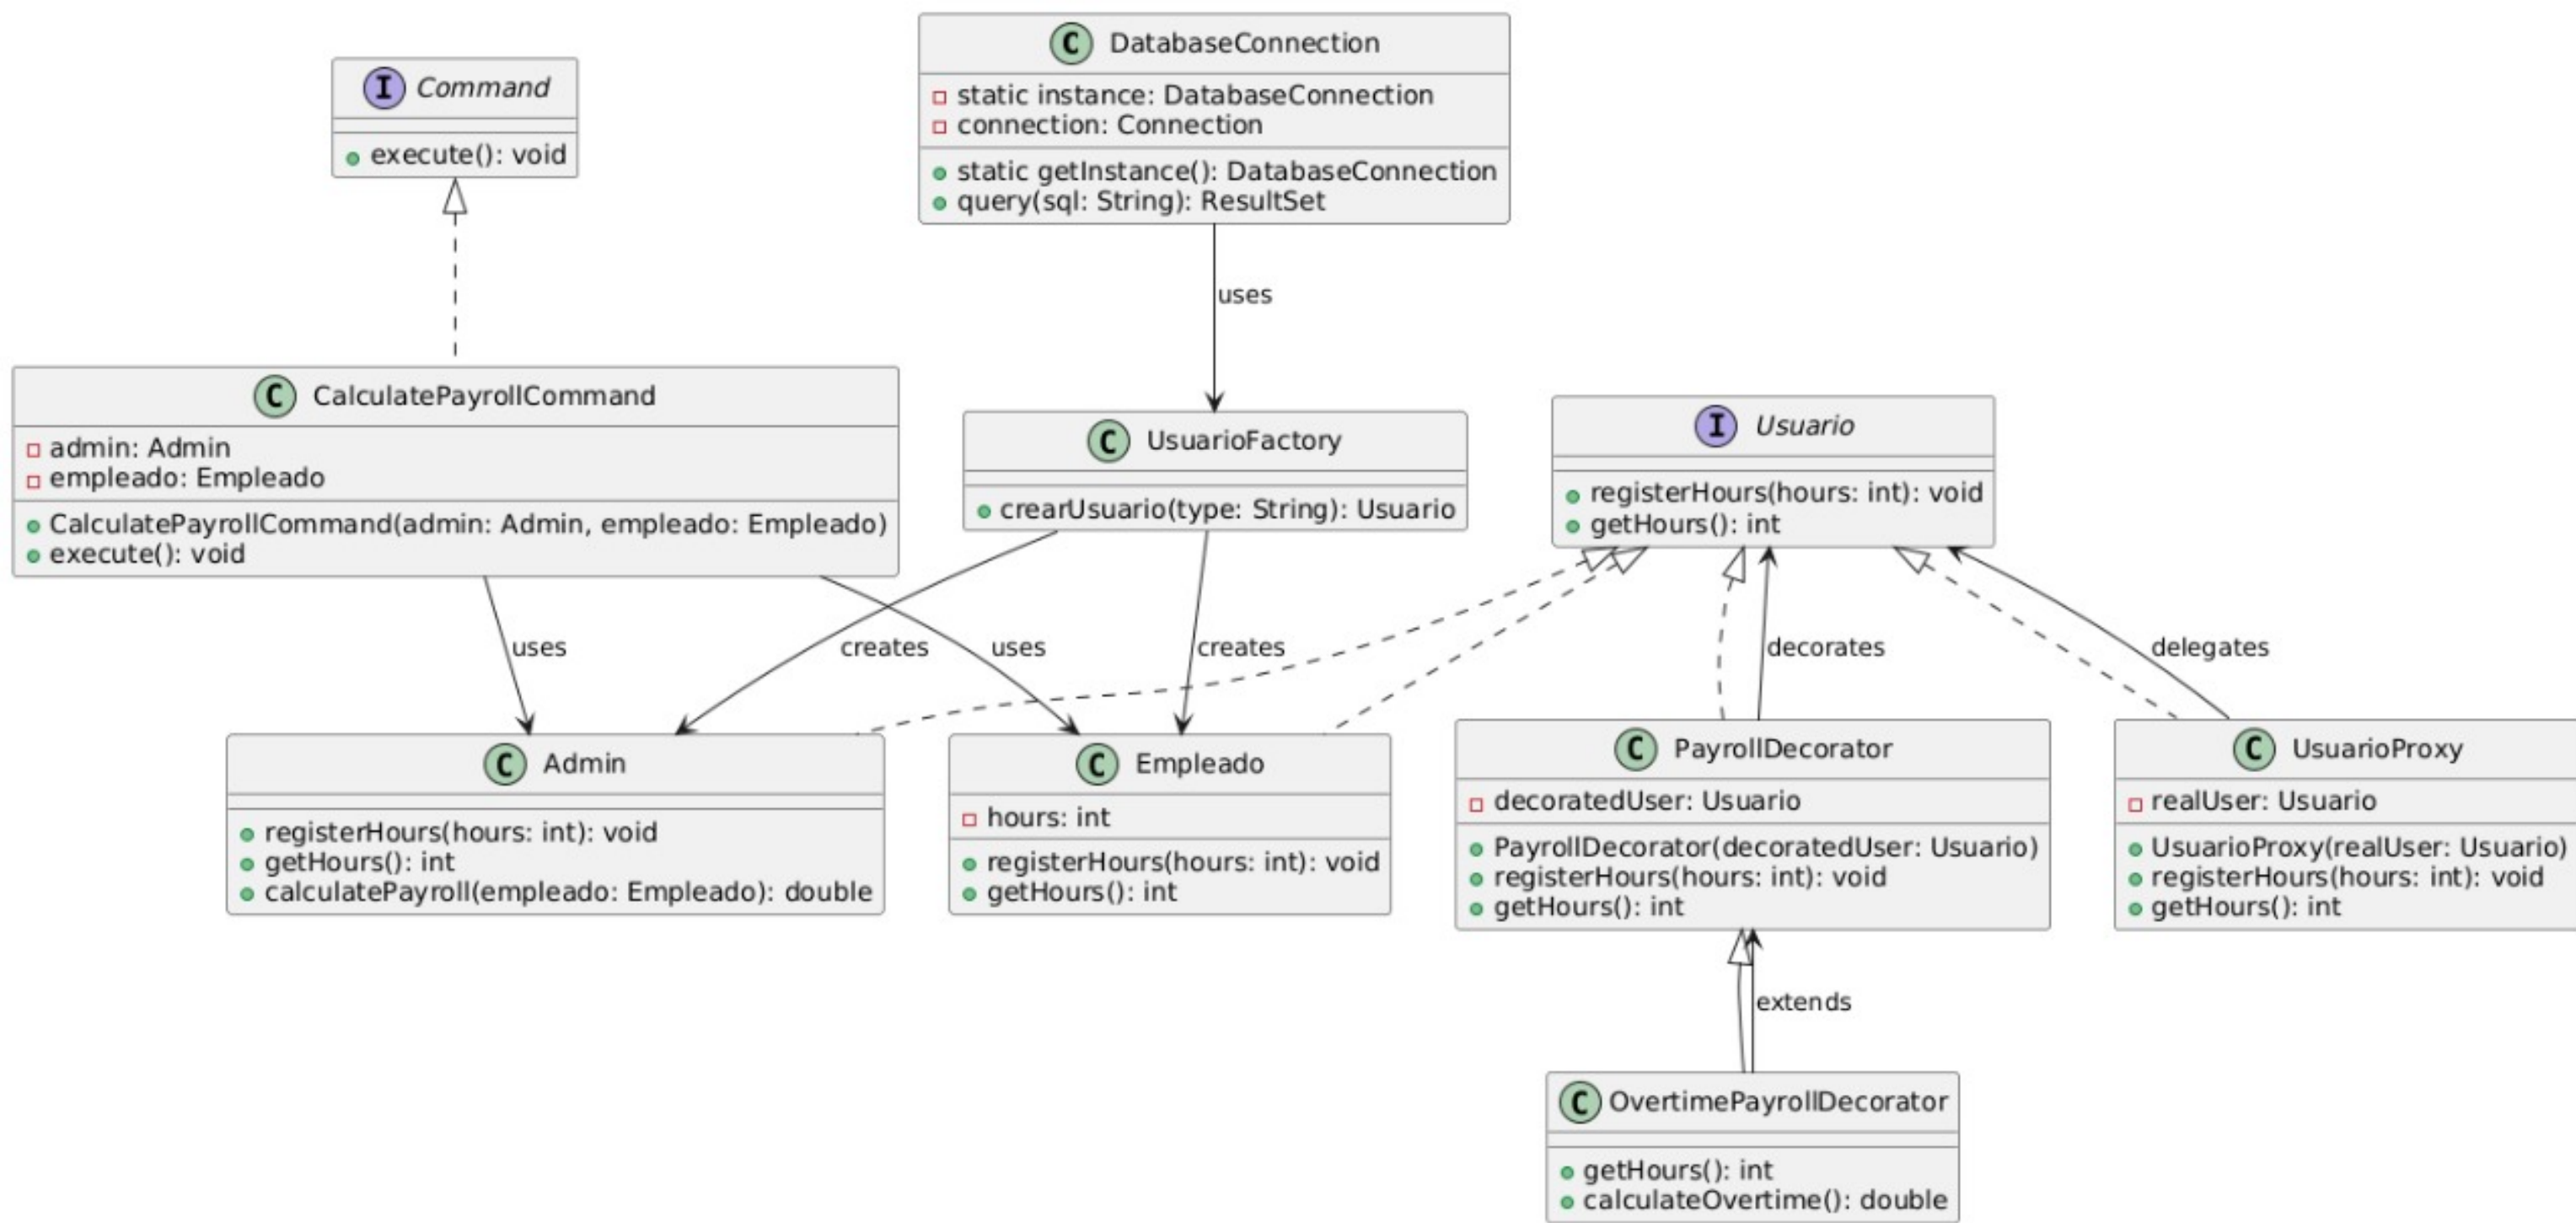 C DatabaseConnection
static instance: DatabaseConnection
connection: Connection
static getInstance(): DatabaseConnection
query(sql: String): ResultSet
I Command
execute(): void
uses
C CalculatePayrollCommand
admin: Admin
empleado: Empleado
CalculatePayrollCommand(admin: Admin, empleado: Empleado)
execute(): void
C UsuarioFactory
crearUsuario(type: String): Usuario
I Usuario
registerHours(hours: int): void
getHours(): int
uses
creates
uses
creates
decorates
delegates
C Admin
registerHours(hours: int): void
getHours(): int
calculatePayroll(empleado: Empleado): double
C Empleado
hours: int
registerHours(hours: int): void
getHours(): int
C PayrollDecorator
decoratedUser: Usuario
PayrollDecorator(decoratedUser: Usuario)
registerHours(hours: int): void
getHours(): int
C UsuarioProxy
realUser: Usuario
UsuarioProxy(realUser: Usuario)
registerHours(hours: int): void
getHours(): int
extends
C OvertimePayrollDecorator
getHours(): int
calculateOvertime(): double